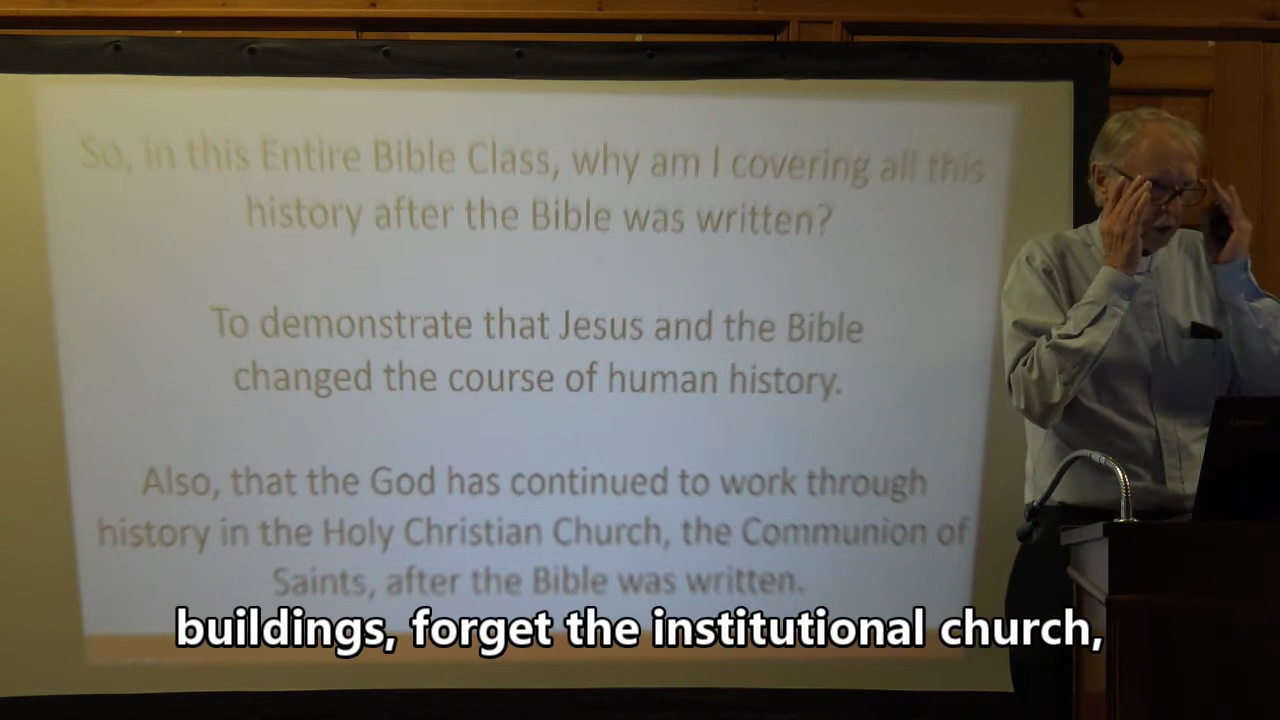 So, in this Entire Bible Class, why am I covering all this
history after the Bible was written?
To demonstrate that Jesus and the Bible
changed the course of human history.
Also, that the God has continued to work through
history in the Holy Christian Church, the Communion of
Saints, after the Bible was written.
buildings, forget the institutional church,